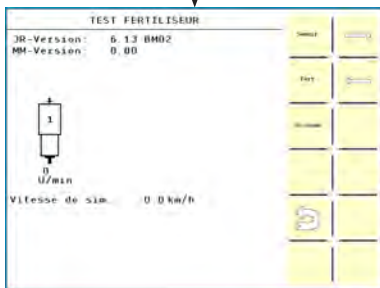 TEST FERTILISEUR
JR-Version: 6.13 BM02
MM-Version: 0.00
1
0
U/min
Vitesse de sim. 0.0 km/h
Fert